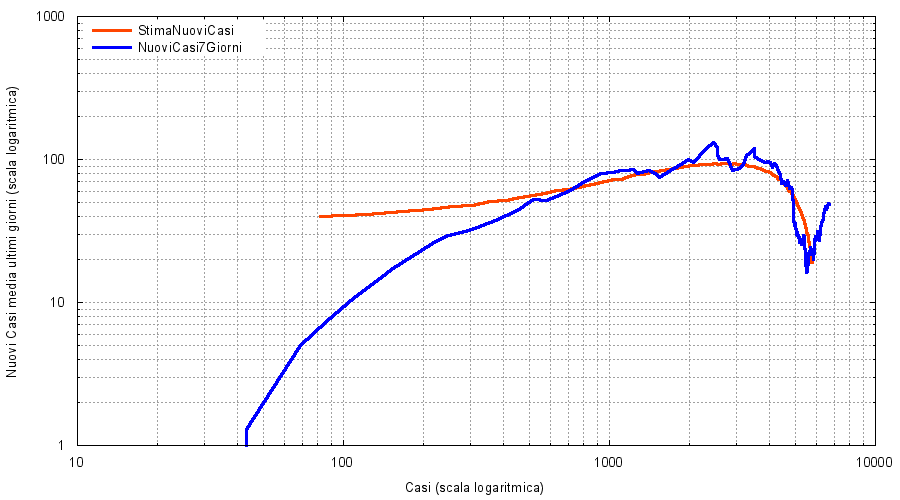 1000
StimaNuoviCasi
NuoviCasi7Giorni
100
10
1
Nuovi Casi media ultimi giorni (scala logaritmica)
10
100
1000
10000
Casi (scala logaritmica)